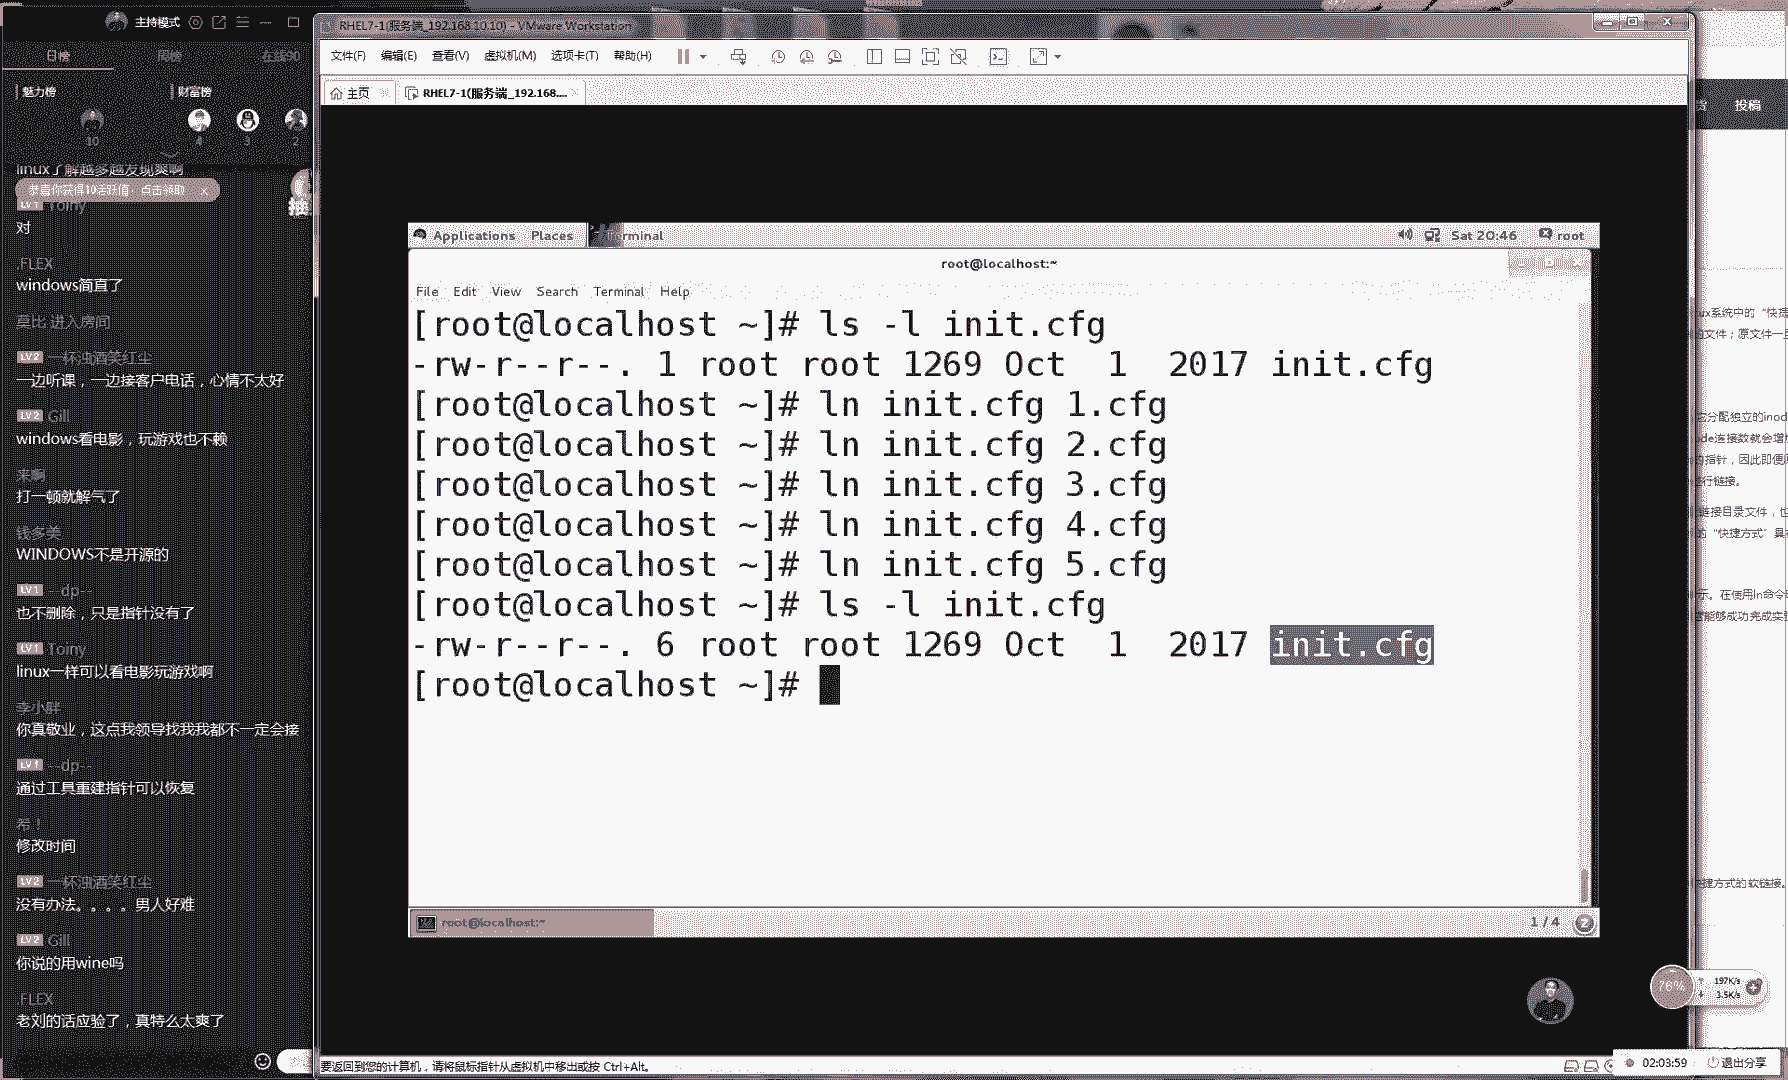 主持模式
日榜 周榜 在线90
魅力榜 财富榜
10 4 3 2
linux了解越多越发现爽啊
恭喜你获得10活跃值，点击领取 x
LV1 Toiny
对
.FLEX
windows简直了
莫比 进入房间
LV2 一杯浊酒笑红尘
一边听课，一边接客户电话，心情不太好
LV2 Gill
windows看电影，玩游戏也不赖
来啊
打一顿就解气了
钱多美
WINDOWS不是开源的
LV1 --dp--
也不删除，只是指针没有了
LV1 Toiny
linux一样可以看电影玩游戏啊
李小胖
你真敬业，这点我领导找我我都不一定会接
LV1 --dp--
通过工具重建指针可以恢复
希！
修改时间
LV2 一杯浊酒笑红尘
没有办法。。。。男人好难
LV2 Gill
你说的用wine吗
.FLEX
老刘的话应验了，真特么太爽了
RHEL7-1(服务端_192.168.10.10) - VMware Workstation
文件(F) 编辑(E) 查看(V) 虚拟机(M) 选项卡(T) 帮助(H)
主页 RHEL7-1(服务端_192.168....
Applications Places Terminal Sat 20:46 root
root@localhost:~
File Edit View Search Terminal Help
[root@localhost ~]# ls -l init.cfg
-rw-r--r--. 1 root root 1269 Oct  1  2017 init.cfg
[root@localhost ~]# ln init.cfg 1.cfg
[root@localhost ~]# ln init.cfg 2.cfg
[root@localhost ~]# ln init.cfg 3.cfg
[root@localhost ~]# ln init.cfg 4.cfg
[root@localhost ~]# ln init.cfg 5.cfg
[root@localhost ~]# ls -l init.cfg
-rw-r--r--. 6 root root 1269 Oct  1  2017 init.cfg
[root@localhost ~]#
root@localhost:~ 1 / 4 2
要返回到您的计算机，请将鼠标指针从虚拟机中移出或按 Ctrl+Alt。
投稿
系统中的“快捷
的文件；原文件一旦
它分配独立的inod
de连接数就会增加
的指针，因此即便
进行链接。
链接目录文件，也
的“快捷方式”具
示。在使用ln命令
能够成功完成实验
快捷方式的软链接。
76% 197K/s
3.5K/s
02:03:59 退出分享